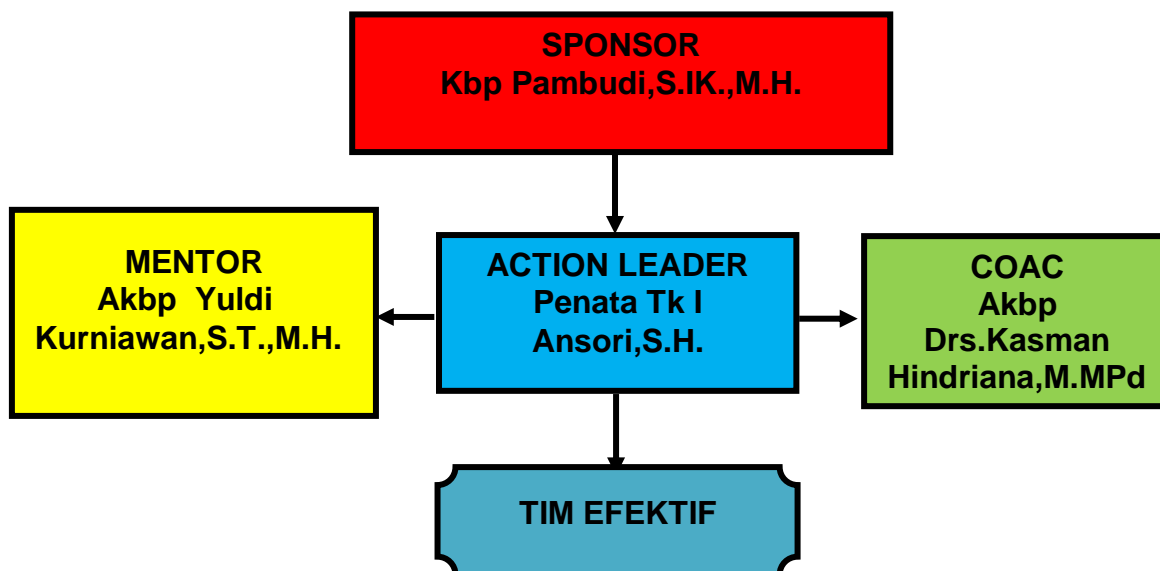 SPONSOR
Kbp Pambudi,S.IK.,M.H.
MENTOR
Akbp Yuldi
Kurniawan,S.T.,M.H.
ACTION LEADER
Penata Tk I
Ansori,S.H.
COAC
Akbp
Drs.Kasman
Hindriana,M.MPd
TIM EFEKTIF